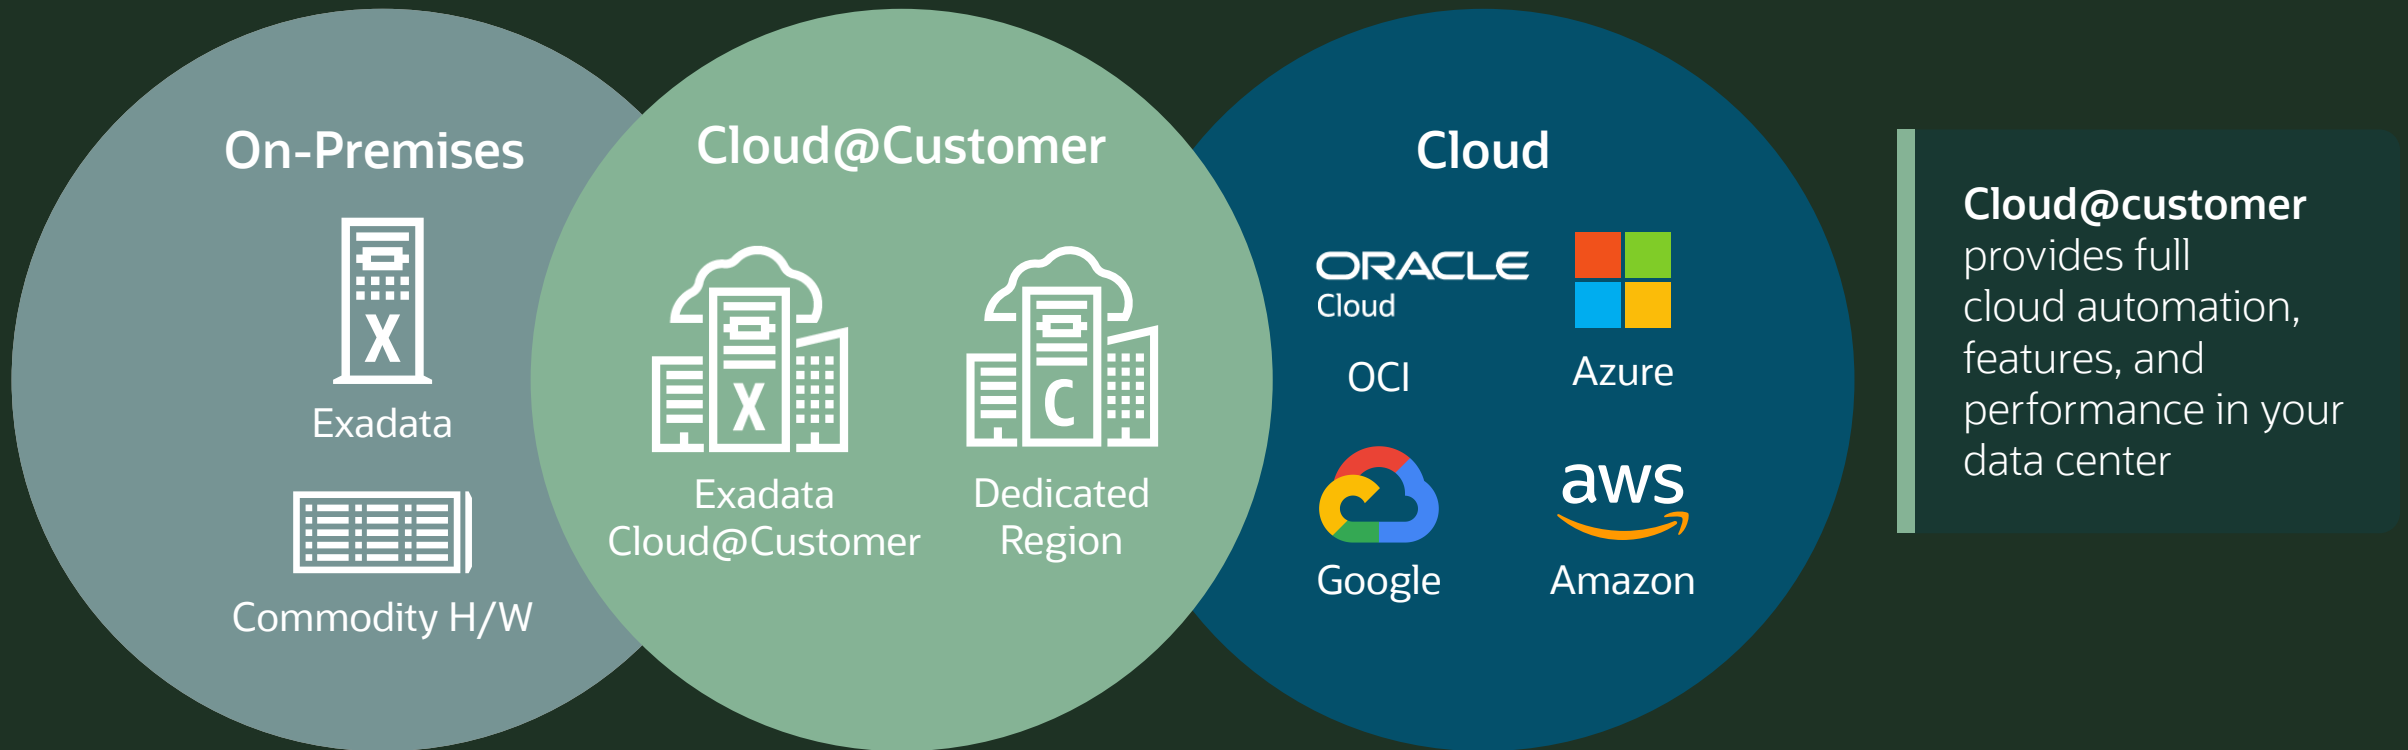 On-Premises
X
Exadata
Commodity H/W
Cloud@Customer
X
Exadata
Cloud@Customer
C
Dedicated
Region
Cloud
ORACLE
Cloud
OCI
Azure
Google
aws
Amazon
Cloud@customer
provides full
cloud automation,
features, and
performance in your
data center